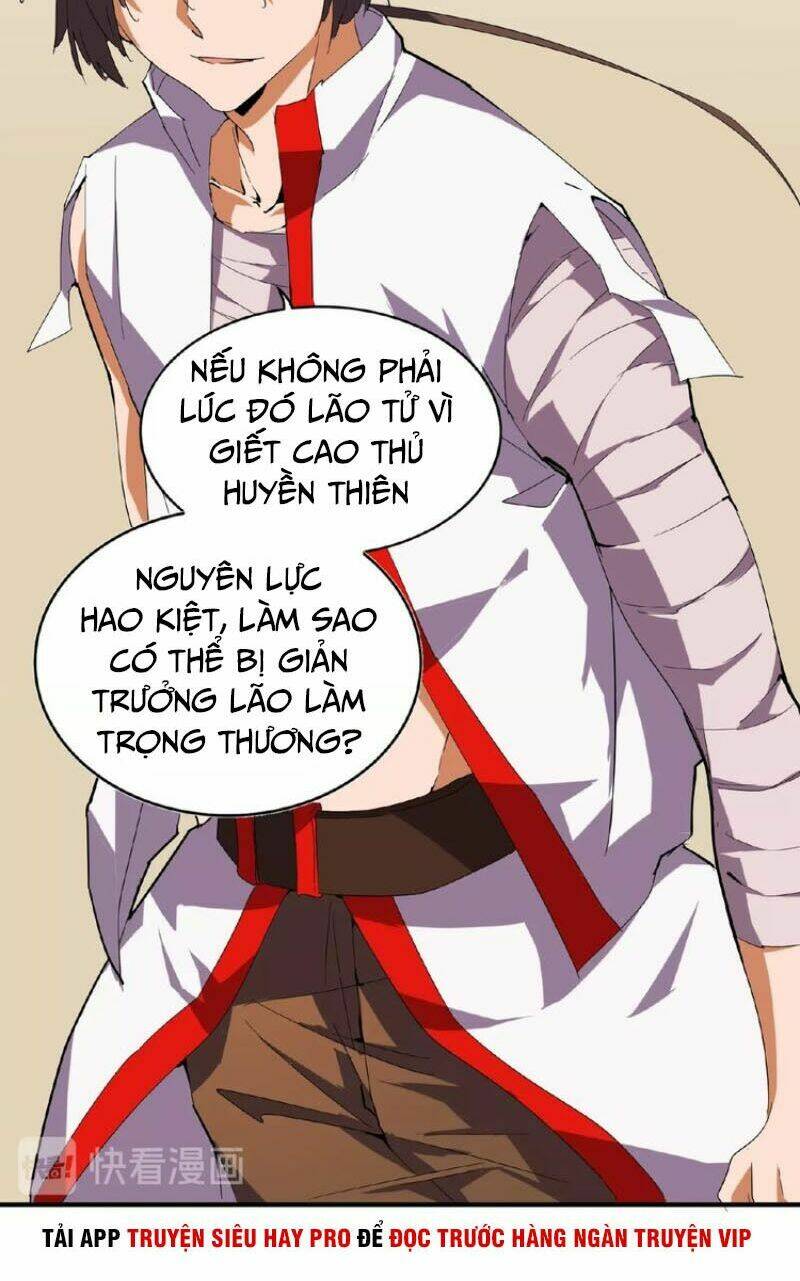 NẾU KHÔNG PHẢI
LÚC ĐÓ LÃO TỬ VÌ
GIẾT CAO THỦ
HUYỀN THIÊN
NGUYÊN LỰC
HAO KIỆT, LÀM SAO
CÓ THỂ BỊ GIẢN
TRƯỞNG LÃO LÀM
TRỌNG THƯƠNG?
快看漫画
TẢI APP TRUYỆN SIÊU HAY PRO ĐỂ ĐỌC TRƯỚC HÀNG NGÀN TRUYỆN VIP